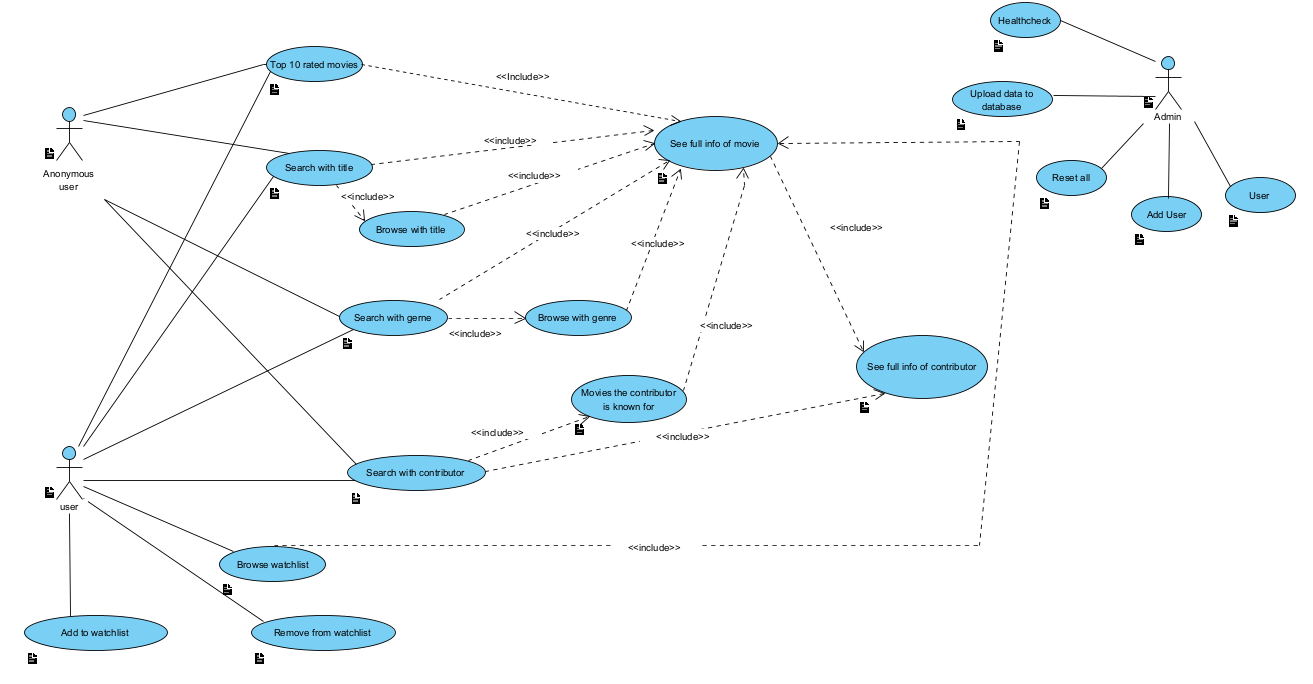 Healthcheck
Top 10 rated movies
<<Include>>
Upload data to
database
Admin
<<include>>
See full info of movie
Anonymous
user
Search with title
<<include>>
Reset all
<<include>>
User
Add User
Browse with title
<<include>>
<<include>>
<<include>>
Search with gerne
Browse with genre
<<include>>
<<include>>
See full info of contributor
Movies the contributor
is known for
<<include>>
<<include>>
Search with contributor
user
<<include>>
Browse watchlist
Add to watchlist
Remove from watchlist